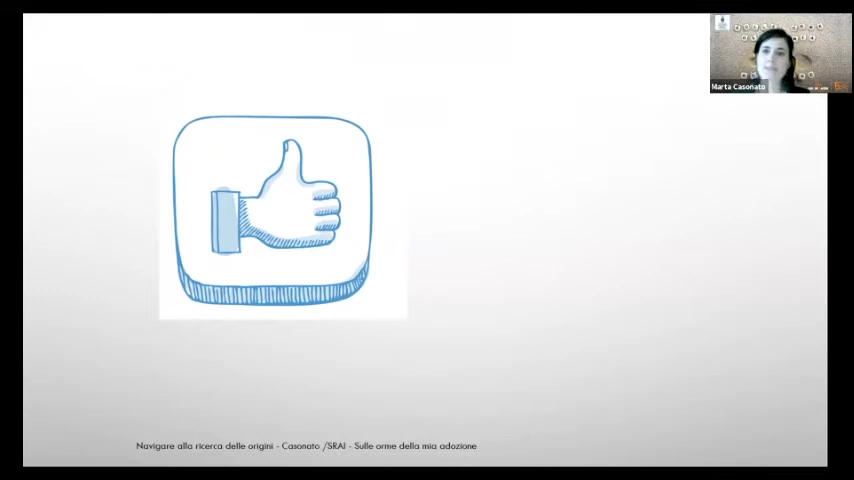 Marta Casonato
Navigare alla ricerca delle origini - Casonato /SRAI - Sulle orme della mia adozione